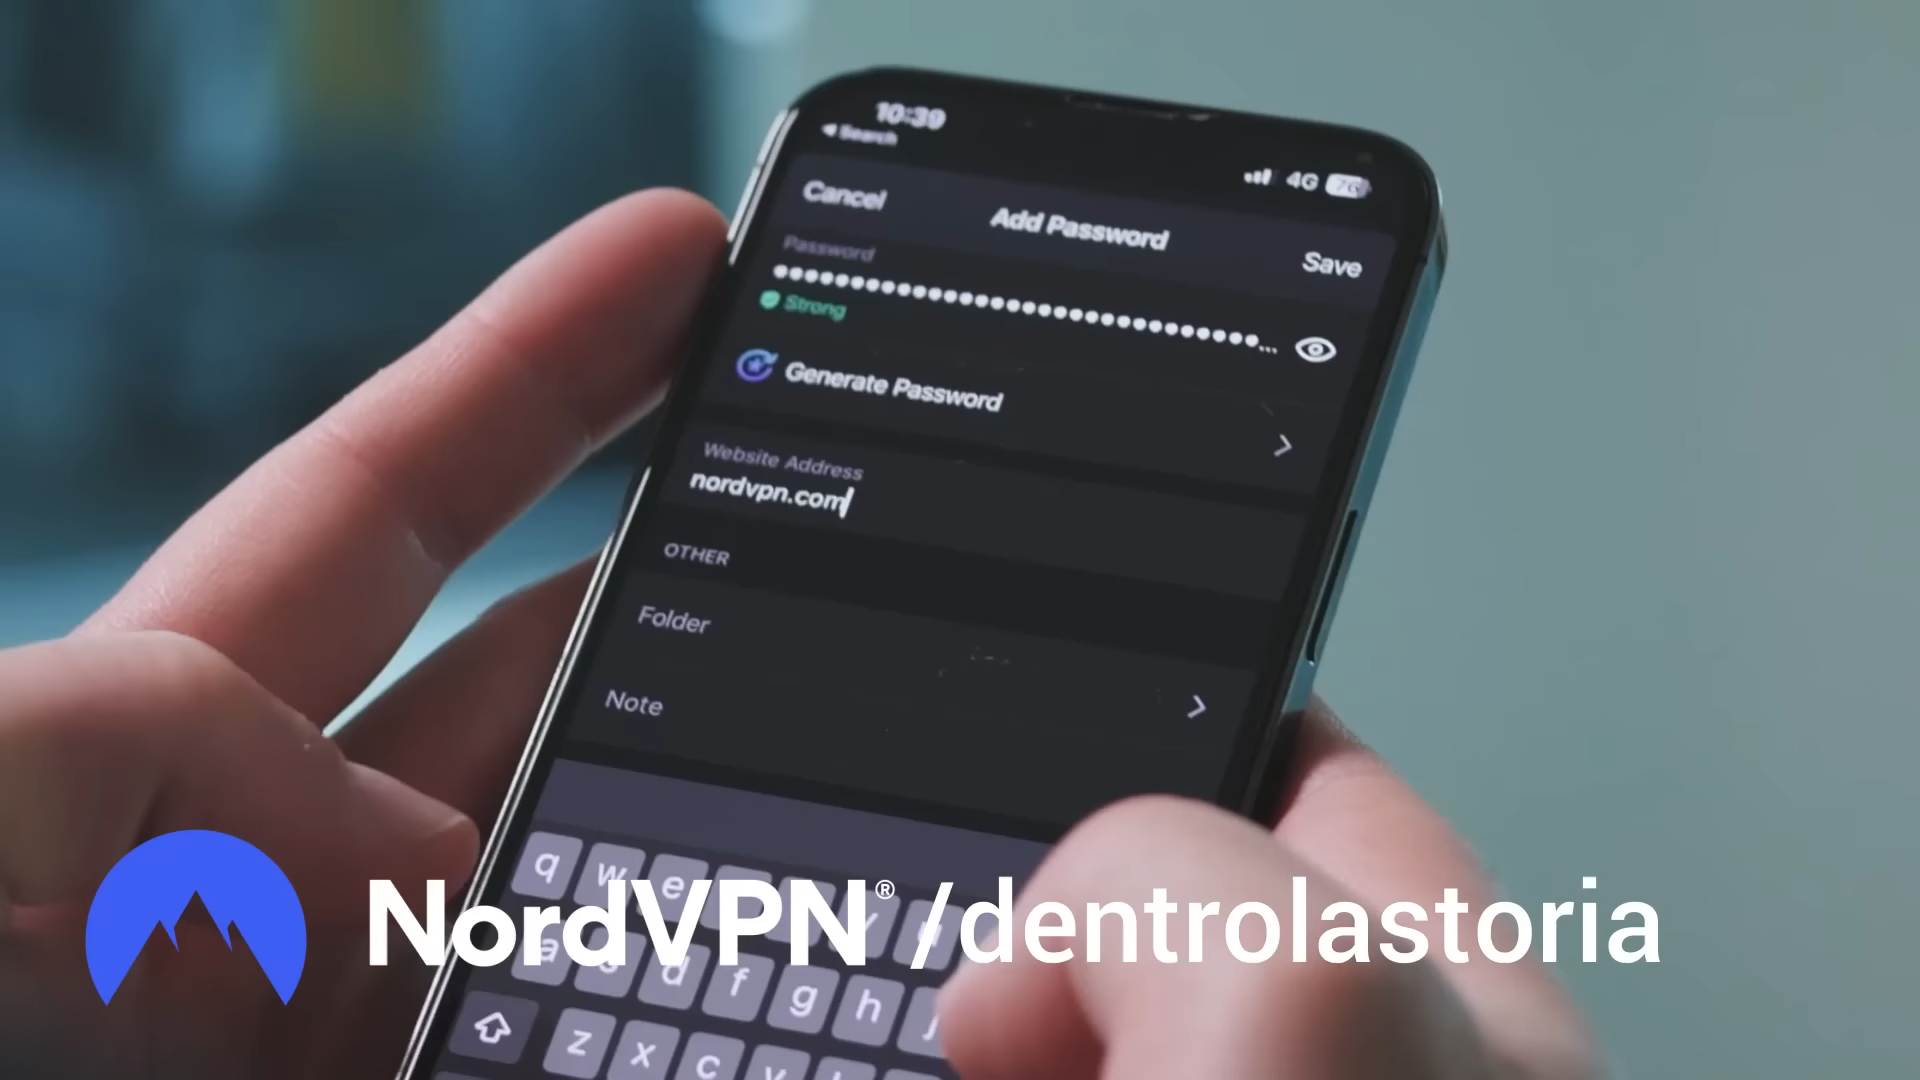 10:39
Search
4G 76
Cancel
Add Password
Save
Password
Strong
Generate Password
Website Address
nordvpn.com
OTHER
Folder
Note
q w e
NordVPN® /dentrolastoria
a s d f g h j
z x c v